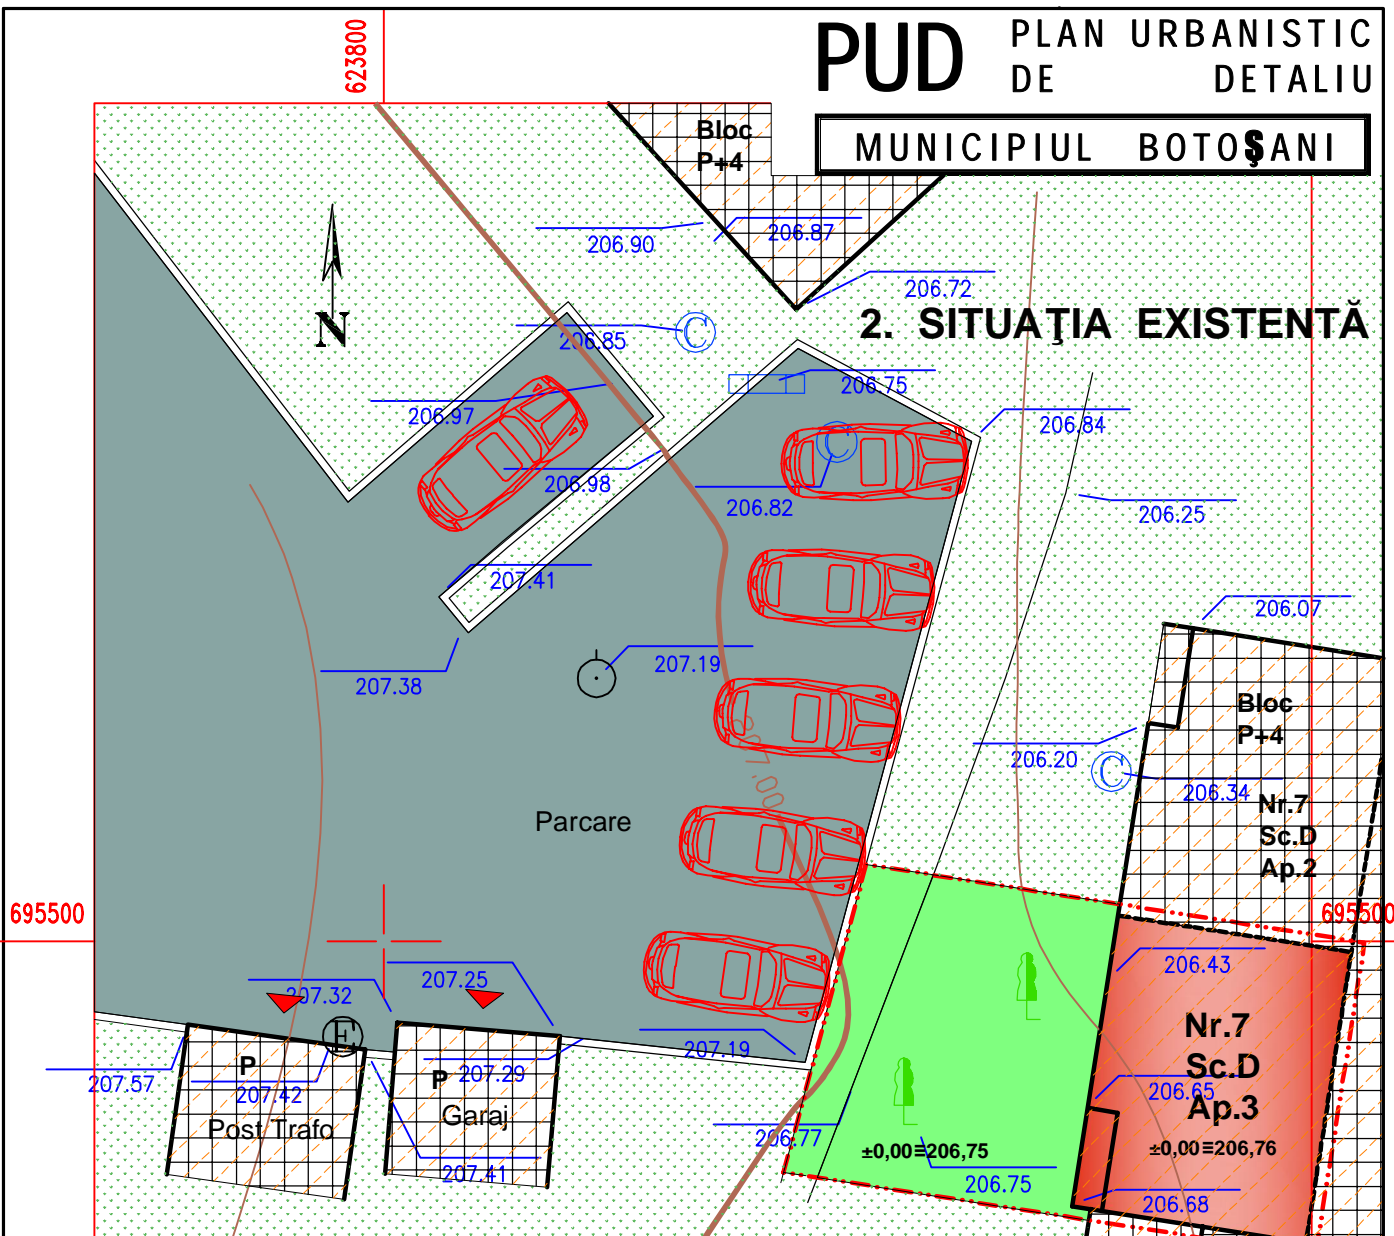 623800
PUD
PLAN URBANISTIC
DE DETALIU
MUNICIPIUL BOTOŞANI
Bloc
P+4
206.90
206.87
206.72
N
2. SITUAŢIA EXISTENTĂ
206.85
C
206.75
206.97
206.84
C
206.98
206.82
206.25
207.41
206.07
207.19
207.38
Bloc
P+4
207.00
206.20
C
206.34
Nr.7
Sc.D
Ap.2
Parcare
695500
695500
206.43
207.25
207.32
Nr.7
Sc.D
Ap.3
E
207.19
P
207.57
207.42
P
207.29
206.65
Garaj
Post Trafo
206.77
±0,00≡206,75
±0,00≡206,76
207.41
206.75
206.68